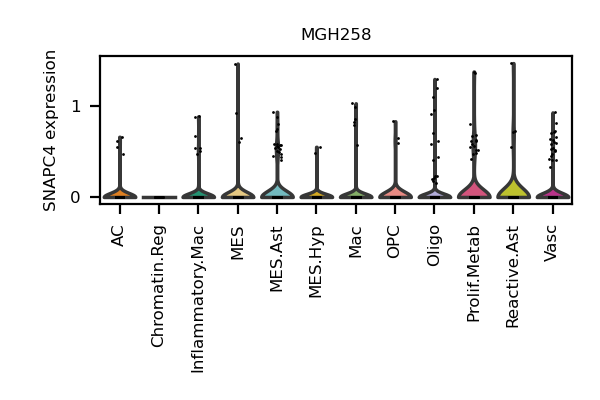 MGH258
SNAPC4 expression
1
0
AC
Chromatin.Reg
Inflammatory.Mac
MES
MES.Ast
MES.Hyp
Mac
OPC
Oligo
Prolif.Metab
Reactive.Ast
Vasc